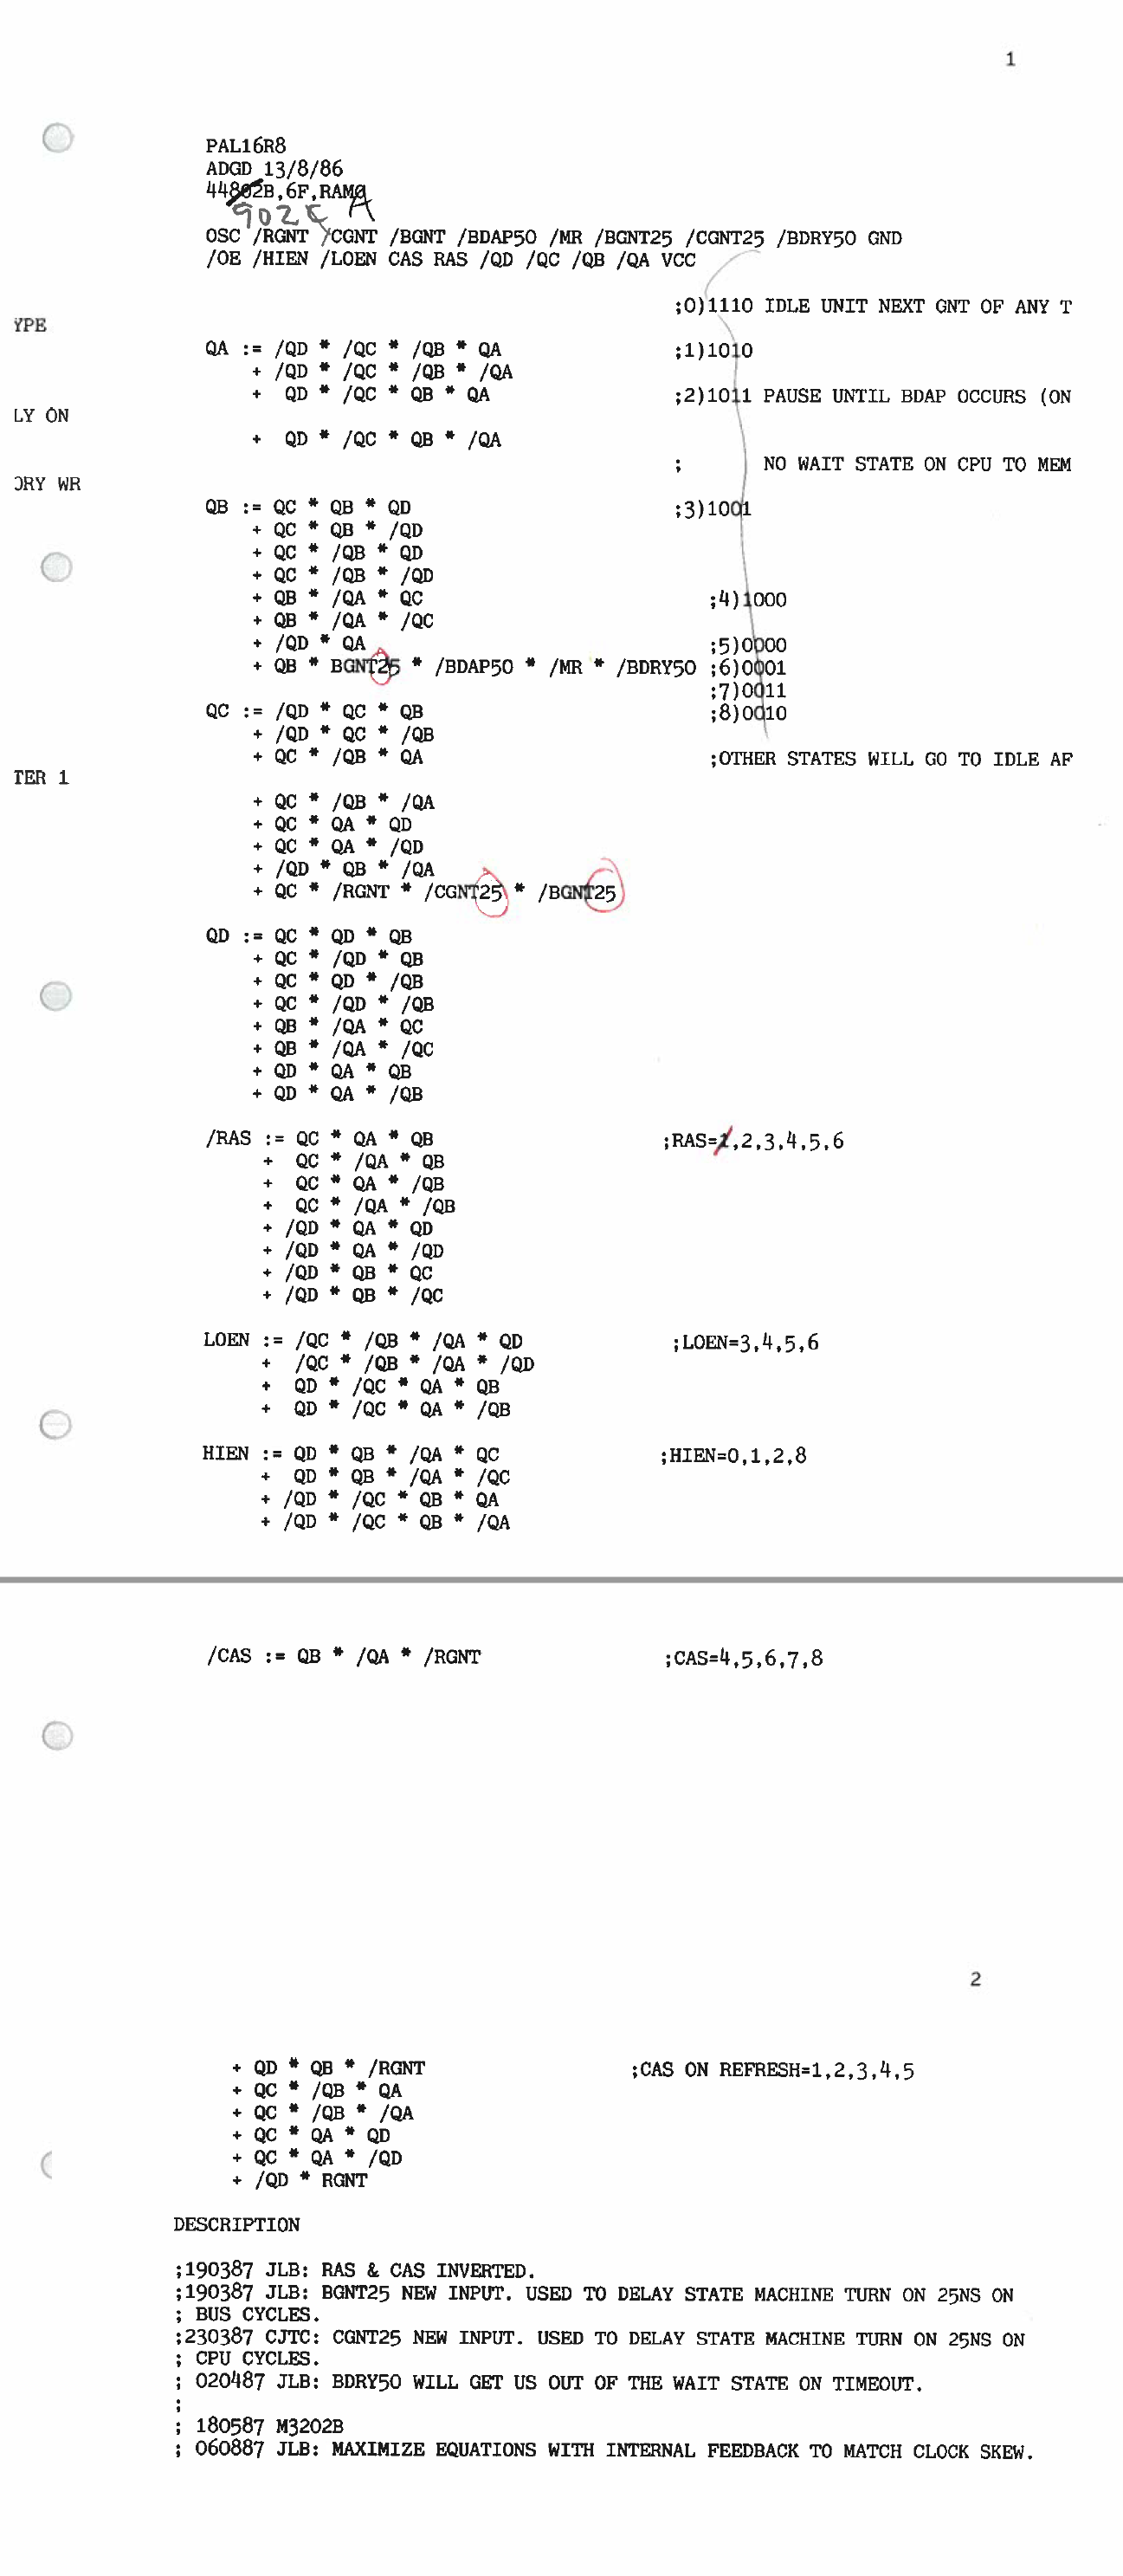 1
PAL16R8
ADGD 13/8/86
44802B,6F,RAMA
902C A
OSC /RGNT /CGNT /BGNT /BDAP50 /MR /BGNT25 /CGNT25 /BDRY50 GND
/OE /HIEN /LOEN CAS RAS /QD /QC /QB /QA VCC
;0)1110 IDLE UNIT NEXT GNT OF ANY T
YPE
QA := /QD * /QC * /QB * QA ;1)1010
+ /QD * /QC * /QB * /QA
+ QD * /QC * QB * QA ;2)1011 PAUSE UNTIL BDAP OCCURS (ON
LY ON
+ QD * /QC * QB * /QA
; NO WAIT STATE ON CPU TO MEM
ORY WR
QB := QC * QB * QD ;3)1001
+ QC * QB * /QD
+ QC * /QB * QD
+ QC * /QB * /QD
+ QB * /QA * QC ;4)1000
+ QB * /QA * /QC
+ /QD * QA ;5)0000
+ QB * BGNT25 * /BDAP50 * /MR * /BDRY50 ;6)0001
;7)0011
QC := /QD * QC * QB ;8)0010
+ /QD * QC * /QB
+ QC * /QB * QA ;OTHER STATES WILL GO TO IDLE AF
TER 1
+ QC * /QB * /QA
+ QC * QA * QD
+ QC * QA * /QD
+ /QD * QB * /QA
+ QC * /RGNT * /CGNT25 * /BGNT25
QD := QC * QD * QB
+ QC * /QD * QB
+ QC * QD * /QB
+ QC * /QD * /QB
+ QB * /QA * QC
+ QB * /QA * /QC
+ QD * QA * QB
+ QD * QA * /QB
/RAS := QC * QA * QB ;RAS=1,2,3,4,5,6
+ QC * /QA * QB
+ QC * QA * /QB
+ QC * /QA * /QB
+ /QD * QA * QD
+ /QD * QA * /QD
+ /QD * QB * QC
+ /QD * QB * /QC
LOEN := /QC * /QB * /QA * QD ;LOEN=3,4,5,6
+ /QC * /QB * /QA * /QD
+ QD * /QC * QA * QB
+ QD * /QC * QA * /QB
HIEN := QD * QB * /QA * QC ;HIEN=0,1,2,8
+ QD * QB * /QA * /QC
+ /QD * /QC * QB * QA
+ /QD * /QC * QB * /QA
/CAS := QB * /QA * /RGNT ;CAS=4,5,6,7,8
2
+ QD * QB * /RGNT ;CAS ON REFRESH=1,2,3,4,5
+ QC * /QB * QA
+ QC * /QB * /QA
+ QC * QA * QD
+ QC * QA * /QD
+ /QD * RGNT
DESCRIPTION
;190387 JLB: RAS & CAS INVERTED.
;190387 JLB: BGNT25 NEW INPUT. USED TO DELAY STATE MACHINE TURN ON 25NS ON
; BUS CYCLES.
;230387 CJTC: CGNT25 NEW INPUT. USED TO DELAY STATE MACHINE TURN ON 25NS ON
; CPU CYCLES.
; 020487 JLB: BDRY50 WILL GET US OUT OF THE WAIT STATE ON TIMEOUT.
;
; 180587 M3202B
; 060887 JLB: MAXIMIZE EQUATIONS WITH INTERNAL FEEDBACK TO MATCH CLOCK SKEW.